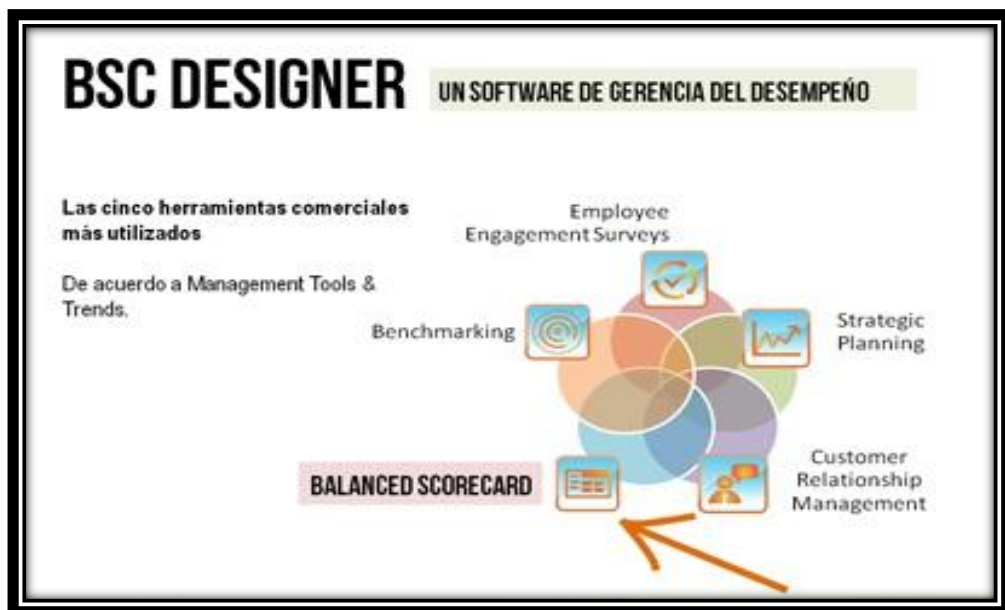 BSC DESIGNER
UN SOFTWARE DE GERENCIA DEL DESEMPEÑO
Las cinco herramientas comerciales
más utilizados
De acuerdo a Management Tools &
Trends.
Employee
Engagement Surveys
Benchmarking
Strategic
Planning
BALANCED SCORECARD
Customer
Relationship
Management